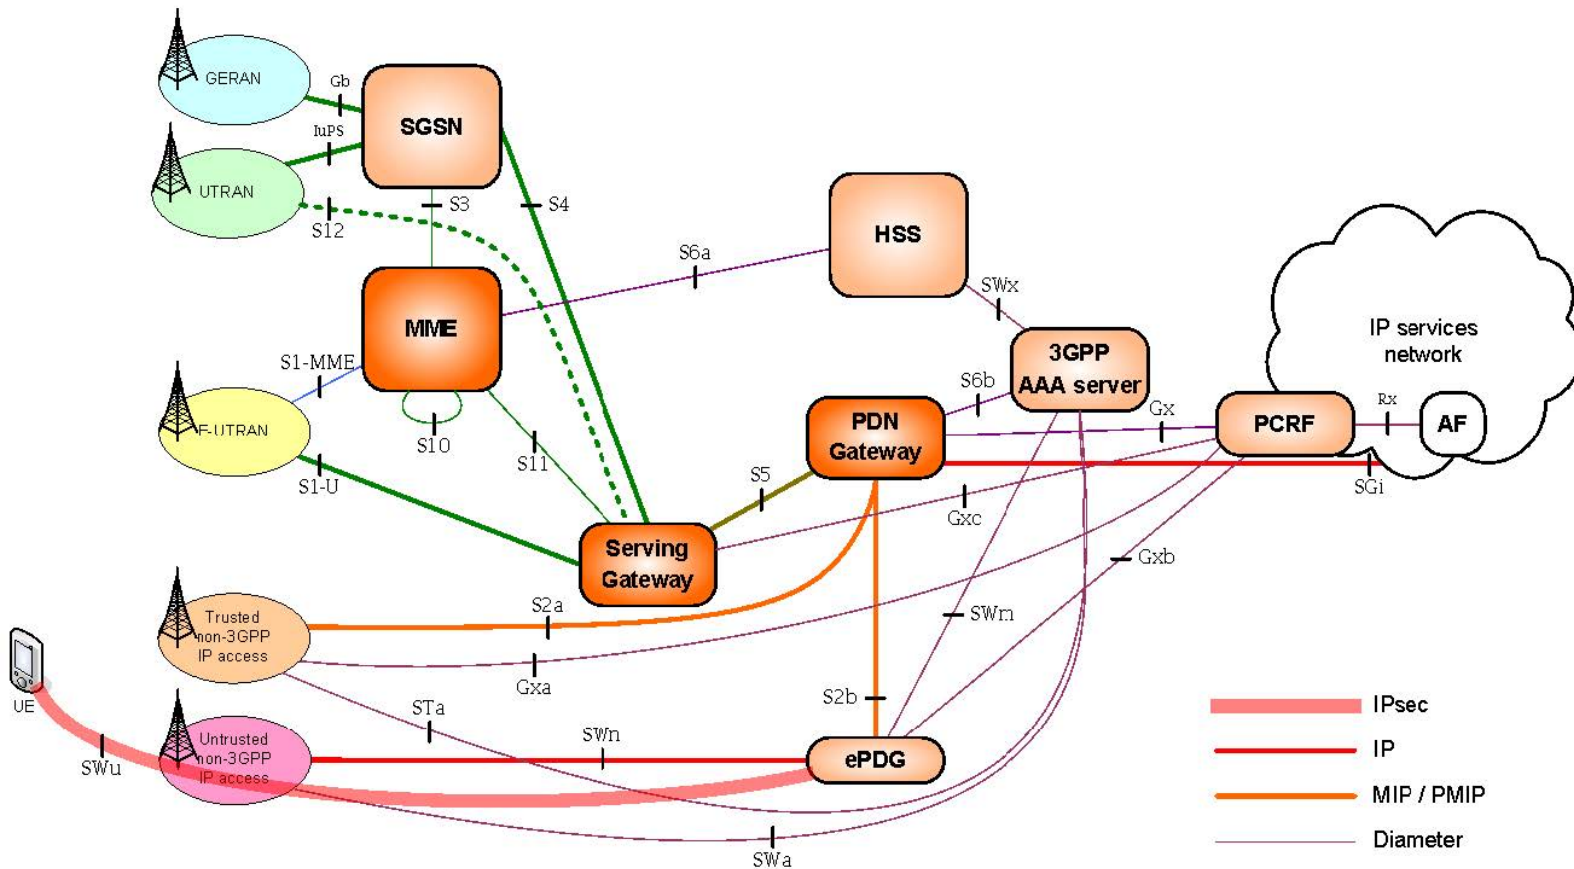 GERAN
Gb
SGSN
IuPS
UTRAN
S12
S3
S4
HSS
S6a
SWx
MME
IP services
network
3GPP
AAA server
S1-MME
S6b
PDN
Gateway
Gx
PCRF
Rx
AF
E-UTRAN
S10
S11
S1-U
S5
SGi
Gxc
Serving
Gateway
Gxb
S2a
SWm
Trusted
non-3GPP
IP access
Gxa
UE
S2b
STa
IPsec
Untrusted
non-3GPP
IP access
SWn
ePDG
IP
SWu
MIP / PMIP
SWa
Diameter